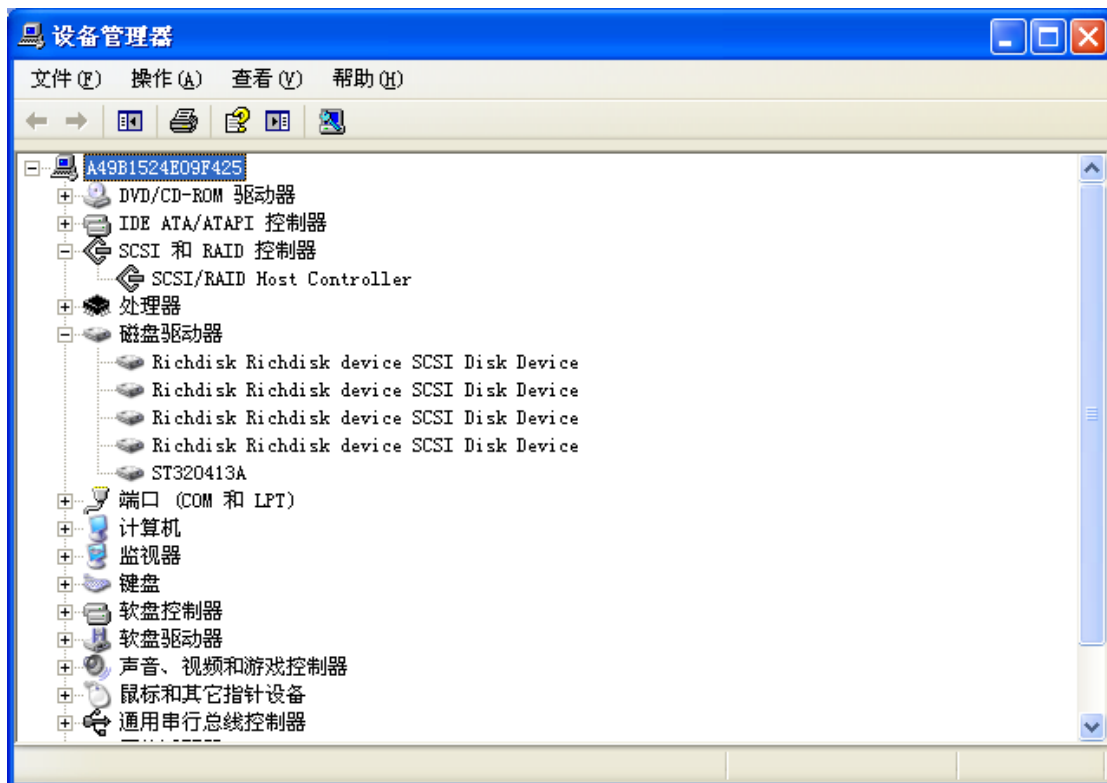 设备管理器
文件(F) 操作(A) 查看(V) 帮助(H)
A49B1524E09F425
DVD/CD-ROM 驱动器
IDE ATA/ATAPI 控制器
SCSI 和 RAID 控制器
SCSI/RAID Host Controller
处理器
磁盘驱动器
Richdisk Richdisk device SCSI Disk Device
Richdisk Richdisk device SCSI Disk Device
Richdisk Richdisk device SCSI Disk Device
Richdisk Richdisk device SCSI Disk Device
ST320413A
端口 (COM 和 LPT)
计算机
监视器
键盘
软盘控制器
软盘驱动器
声音、视频和游戏控制器
鼠标和其它指针设备
通用串行总线控制器